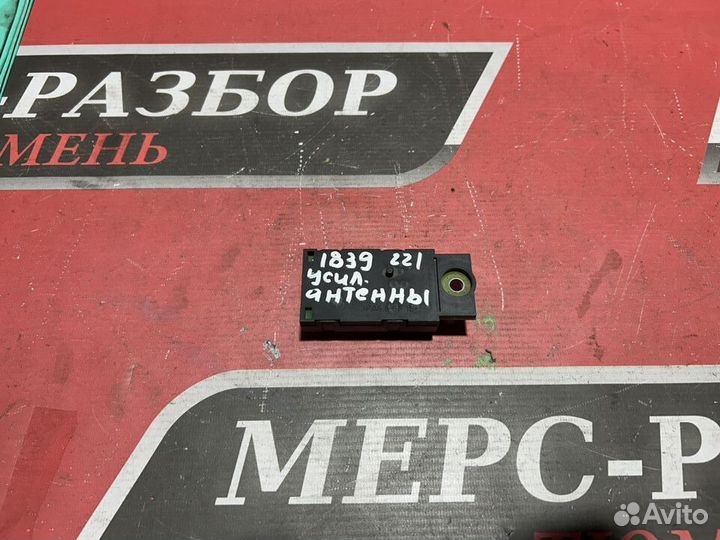 -РАЗБОР
МЕНЬ
1839 221
усил.
антенны
МЕРС-Р
Avito